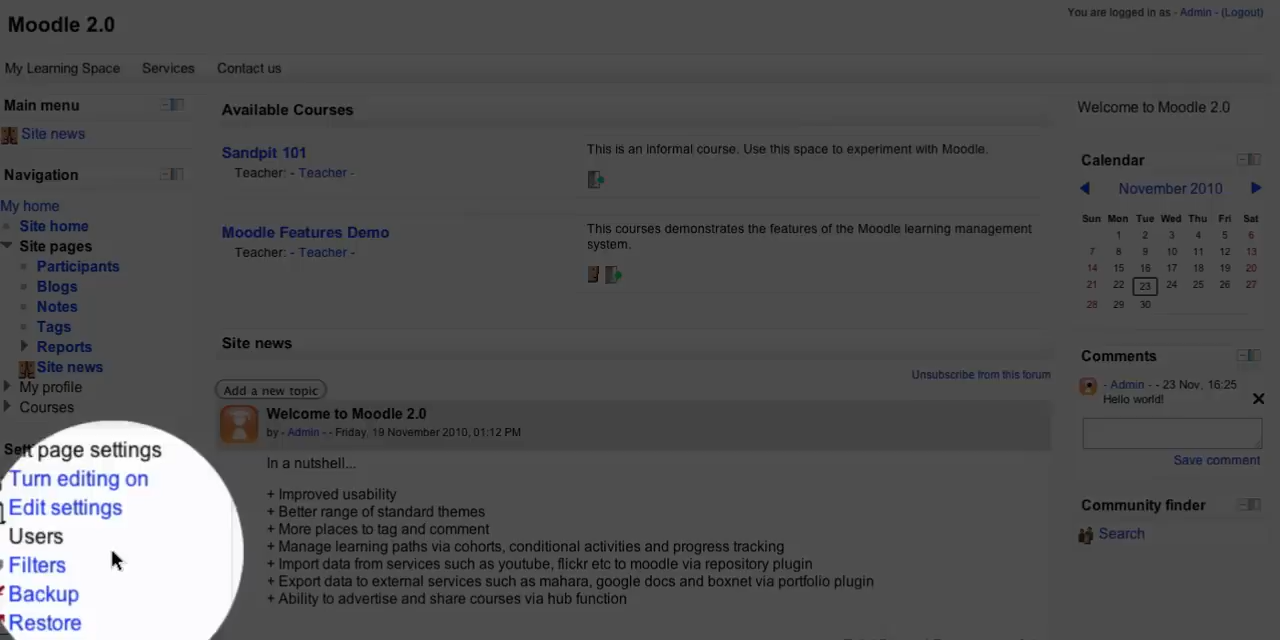 Moodle 2.0
You are logged in as - Admin - (Logout)
My Learning Space Services Contact us
Main menu
Site news
Navigation
My home
Site home
Site pages
Participants
Blogs
Notes
Tags
Reports
Site news
My profile
Courses
page settings
Turn editing on
Edit settings
Users
Filters
Backup
Restore
Available Courses
Sandpit 101
Teacher: - Teacher -
This is an informal course. Use this space to experiment with Moodle.
Moodle Features Demo
Teacher: - Teacher -
This courses demonstrates the features of the Moodle learning management
system.
Site news
Unsubscribe from this forum
Add a new topic
Welcome to Moodle 2.0
by - Admin - - Friday, 19 November 2010, 01:12 PM
In a nutshell...
+ Improved usability
+ Better range of standard themes
+ More places to tag and comment
+ Manage learning paths via cohorts, conditional activities and progress tracking
+ Import data from services such as youtube, flickr etc to moodle via repository plugin
+ Export data to external services such as mahara, google docs and boxnet via portfolio plugin
+ Ability to advertise and share courses via hub function
Welcome to Moodle 2.0
Calendar
November 2010
Sun Mon Tue Wed Thu Fri Sat
1 2 3 4 5 6
7 8 9 10 11 12 13
14 15 16 17 18 19 20
21 22 23 24 25 26 27
28 29 30
Comments
- Admin - - 23 Nov, 16:25
Hello world!
Save comment
Community finder
Search